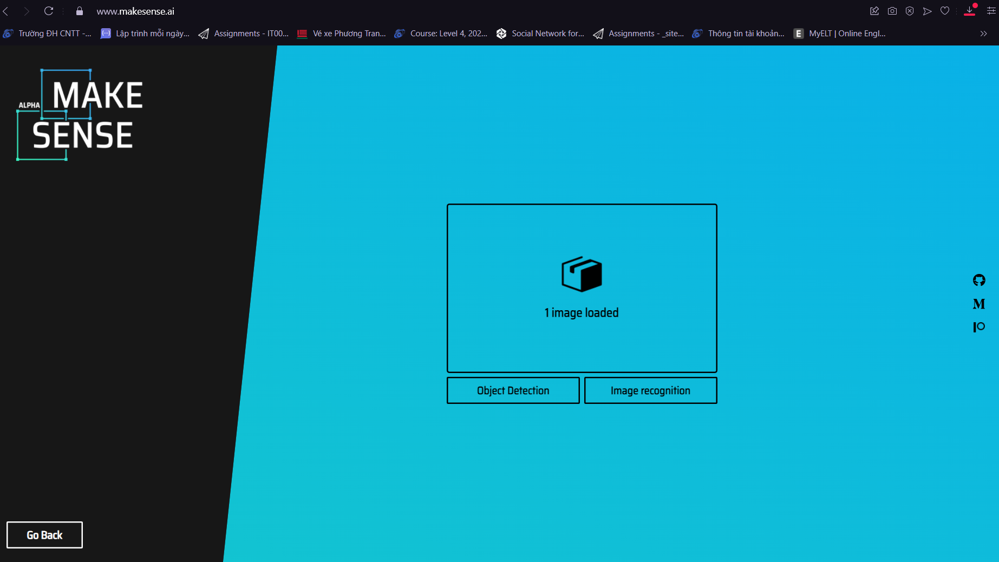 www.makesense.ai
Trường ĐH CNTT -... Lập trình mỗi ngày... Assignments - IT00... Vé xe Phương Tran... Course: Level 4, 202... Social Network for... Assignments - _site... Thông tin tài khoản... E MyELT | Online Engl...
MAKE
ALPHA
SENSE
1 image loaded
M
Object Detection Image recognition
Go Back